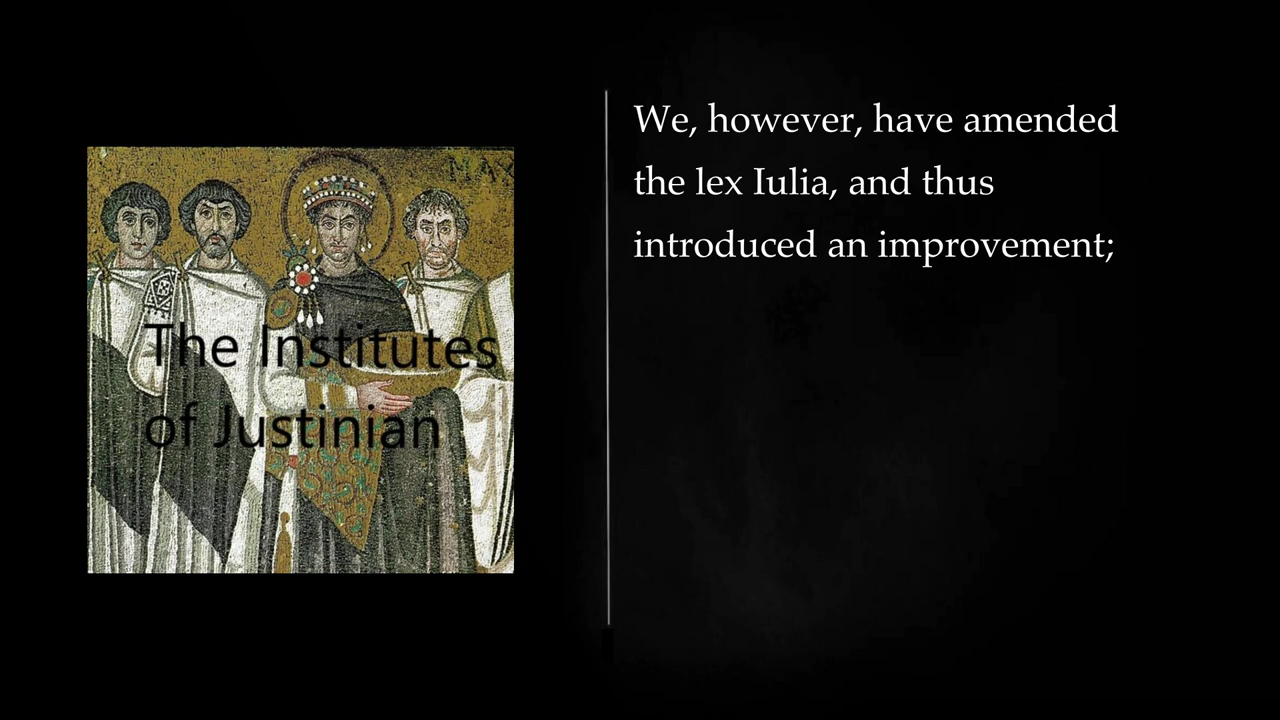 The Institutes
of Justinian
We, however, have amended
the lex Iulia, and thus
introduced an improvement;